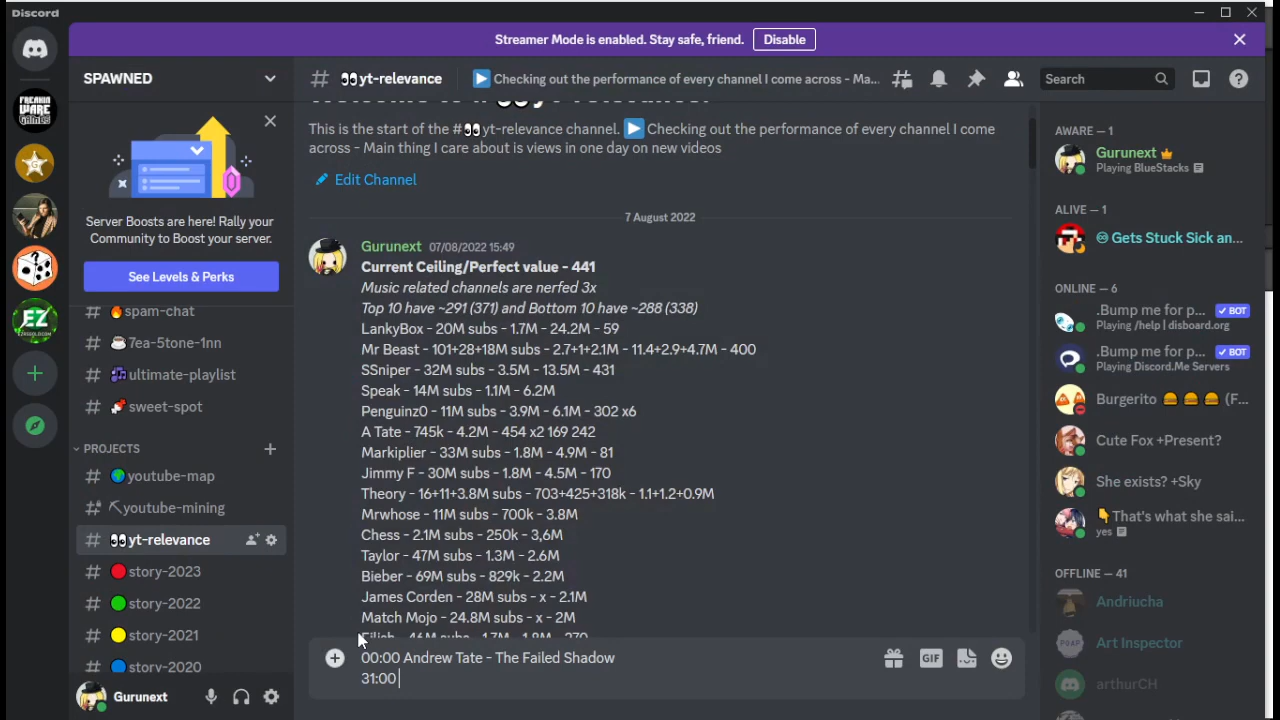 Discord
Streamer Mode is enabled. Stay safe, friend.
Disable
FREAKIN
WARE
GAMES
EZ
SPAWNED
Server Boosts are here! Rally your
Community to Boost your server.
See Levels & Perks
# 🔥spam-chat
# ☕7ea-5tone-1nn
# 🎶ultimate-playlist
# sweet-spot
PROJECTS
# 🌍youtube-map
# ⛏youtube-mining
# 👀yt-relevance
# 🔴story-2023
# 🟢story-2022
# 🟡story-2021
# 🔵story-2020
Gurunext
# 👀yt-relevance
▶️Checking out the performance of every channel I come across - Ma...
Search
This is the start of the #👀yt-relevance channel. ▶️Checking out the performance of every channel I come
across - Main thing I care about is views in one day on new videos
Edit Channel
7 August 2022
Gurunext 07/08/2022 15:49
Current Ceiling/Perfect value - 441
Music related channels are nerfed 3x
Top 10 have ~291 (371) and Bottom 10 have ~288 (338)
LankyBox - 20M subs - 1.7M - 24.2M - 59
Mr Beast - 101+28+18M subs - 2.7+1+2.1M - 11.4+2.9+4.7M - 400
SSniper - 32M subs - 3.5M - 13.5M - 431
Speak - 14M subs - 1.1M - 6.2M
Penguinz0 - 11M subs - 3.9M - 6.1M - 302 x6
A Tate - 745k - 4.2M - 454 x2 169 242
Markiplier - 33M subs - 1.8M - 4.9M - 81
Jimmy F - 30M subs - 1.8M - 4.5M - 170
Theory - 16+11+3.8M subs - 703+425+318k - 1.1+1.2+0.9M
Mrwhose - 11M subs - 700k - 3.8M
Chess - 2.1M subs - 250k - 3,6M
Taylor - 47M subs - 1.3M - 2.6M
Bieber - 69M subs - 829k - 2.2M
James Corden - 28M subs - x - 2.1M
Match Mojo - 24.8M subs - x - 2M
00:00 Andrew Tate - The Failed Shadow
31:00
GIF
AWARE — 1
Gurunext
Playing BlueStacks
ALIVE — 1
♾ Gets Stuck Sick an...
ONLINE — 6
.Bump me for p... ✓ BOT
Playing /help | disboard.org
.Bump me for p... ✓ BOT
Playing Discord.Me Servers
Burgerito 🍔 🍔 🍔 (F...
Cute Fox +Present?
She exists? +Sky
👇That's what she sai...
yes
OFFLINE — 41
Andriucha
Art Inspector
arthurCH